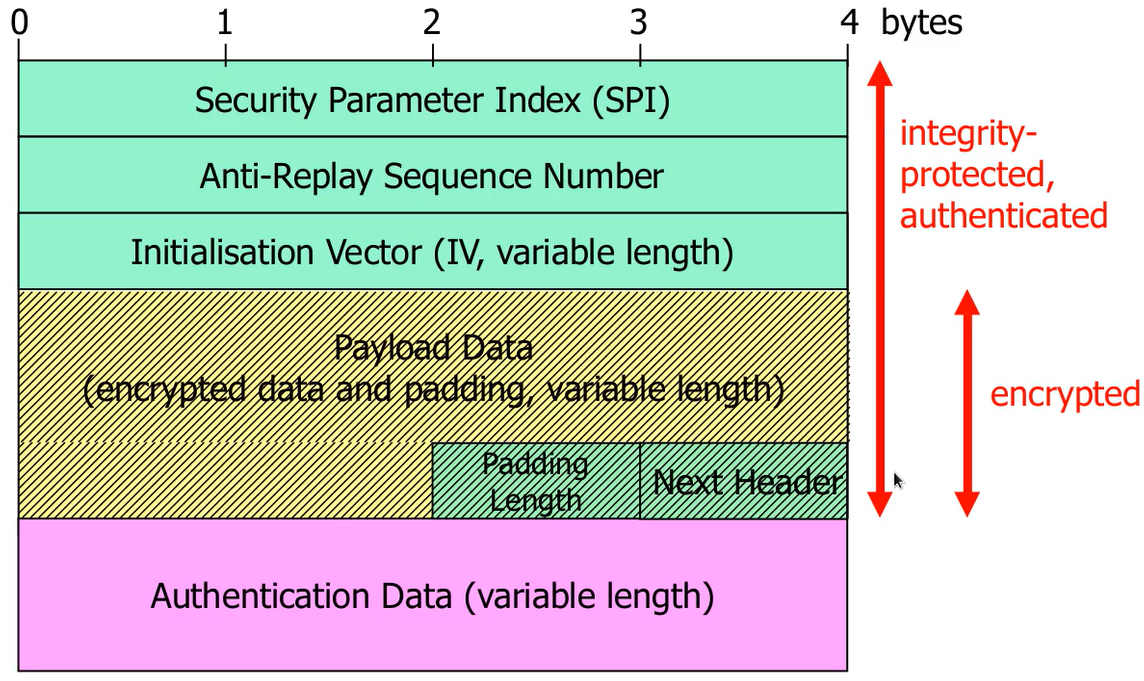 0 1 2 3 4 bytes
Security Parameter Index (SPI)
Anti-Replay Sequence Number
Initialisation Vector (IV, variable length)
integrity-
protected,
authenticated
Payload Data
(encrypted data and padding, variable length)
encrypted
Padding
Length
Next Header
Authentication Data (variable length)